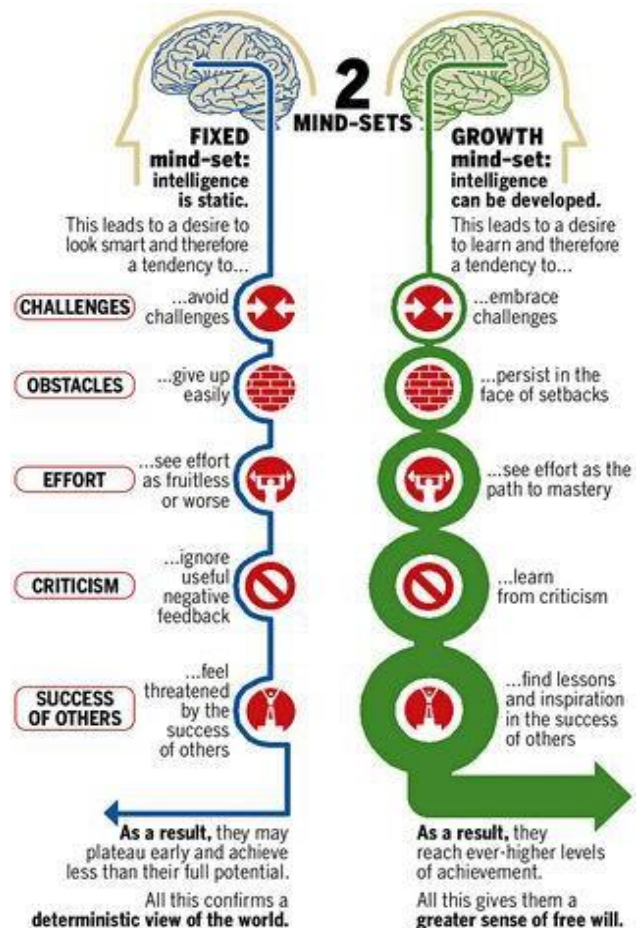 2
MIND-SETS
FIXED
mind-set:
intelligence
is static.
This leads to a desire to
look smart and therefore
a tendency to...
GROWTH
mind-set:
intelligence
can be developed.
This leads to a desire
to learn and therefore
a tendency to...
CHALLENGES
...avoid
challenges
...embrace
challenges
OBSTACLES
...give up
easily
...persist in the
face of setbacks
EFFORT
...see effort
as fruitless
or worse
...see effort as the
path to mastery
CRITICISM
...ignore
useful
negative
feedback
...learn
from criticism
SUCCESS
OF OTHERS
...feel
threatened
by the
success
of others
...find lessons
and inspiration
in the success
of others
As a result, they may
plateau early and achieve
less than their full potential.
All this confirms a
deterministic view of the world.
As a result, they
reach ever-higher levels
of achievement.
All this gives them a
greater sense of free will.